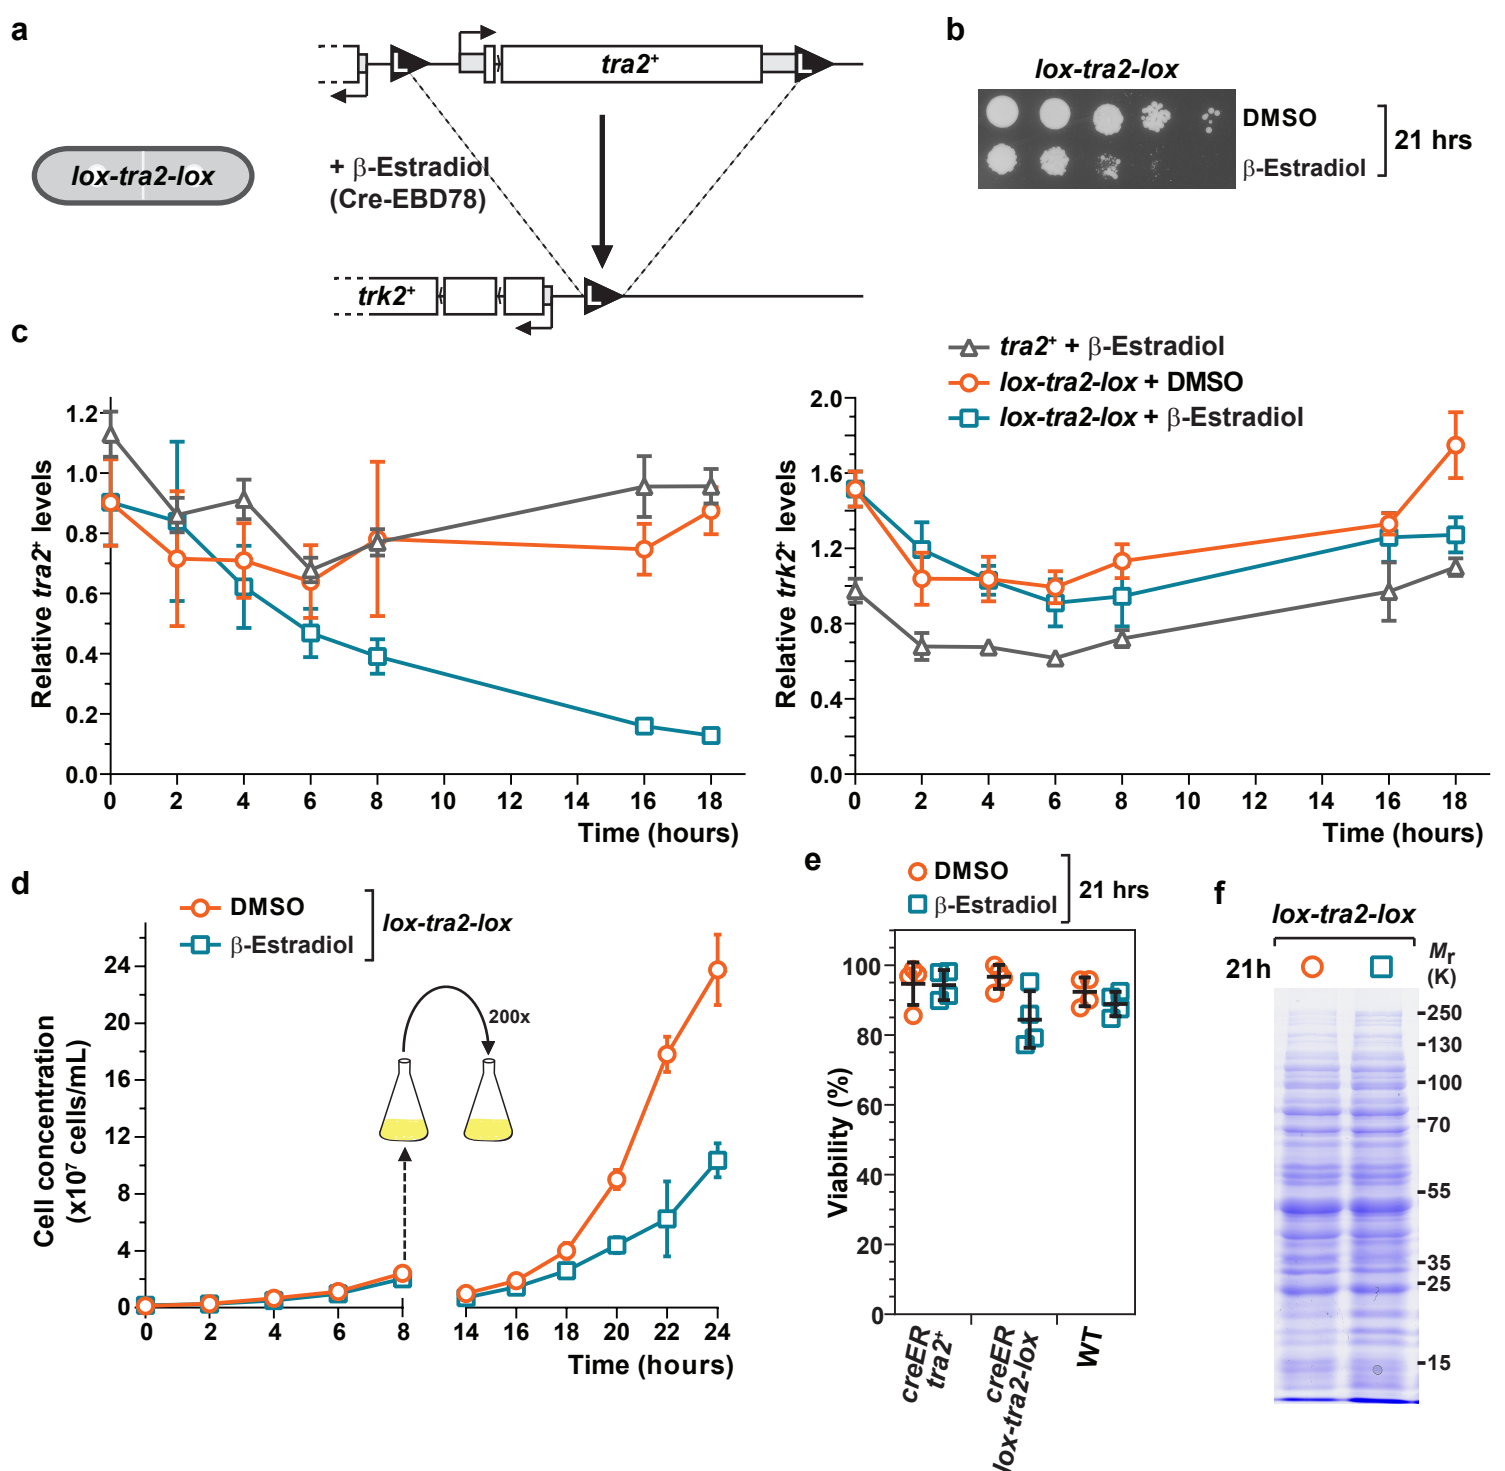 a
L
tra2⁺
L
lox-tra2-lox
+ β-Estradiol
(Cre-EBD78)
trk2⁺
L
b
lox-tra2-lox
DMSO
β-Estradiol
21 hrs
c
tra2⁺ + β-Estradiol
lox-tra2-lox + DMSO
lox-tra2-lox + β-Estradiol
Relative tra2⁺ levels
1.2
1.0
0.8
0.6
0.4
0.2
0.0
0 2 4 6 8 10 12 14 16 18
Time (hours)
Relative trk2⁺ levels
2.0
1.6
1.2
0.8
0.4
0.0
0 2 4 6 8 10 12 14 16 18
Time (hours)
d
DMSO
β-Estradiol
lox-tra2-lox
Cell concentration
(x10⁷ cells/mL)
24
20
16
12
8
4
0
200x
0 2 4 6 8 14 16 18 20 22 24
Time (hours)
e
DMSO
β-Estradiol
21 hrs
Viability (%)
100
80
60
40
20
0
creER
tra2⁺
creER
lox-tra2-lox
WT
f
lox-tra2-lox
21h
Mr
(K)
250
130
100
70
55
35
25
15